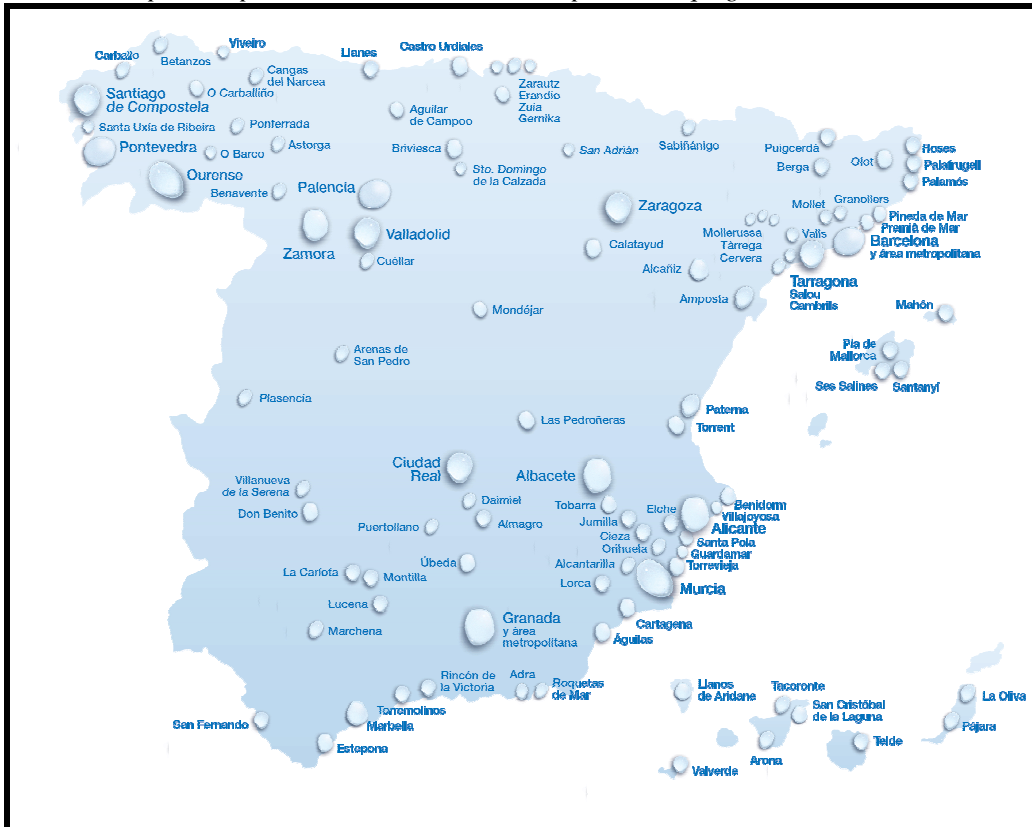 Viveiro
Carballo
Betanzos
Llanes
Castro Urdiales
Cangas
del Narcea
Santiago
de Compostela
O Carballiño
Zarautz
Erandio
Zuia
Gernika
Aguilar
de Campoo
Santa Uxía de Ribeira
Ponferrada
Pontevedra
O Barco
Astorga
Briviesca
San Adrián
Sabiñánigo
Puigcerdá
Berga
Olot
Roses
Palafrugell
Palamós
Ourense
Benavente
Palencia
Sto. Domingo
de la Calzada
Zaragoza
Mollet
Granollers
Pineda de Mar
Premiá de Mar
Zamora
Valladolid
Cuéllar
Calatayud
Mollerussa
Tàrrega
Cervera
Valls
Barcelona
y área metropolitana
Alcañiz
Tarragona
Salou
Cambrils
Amposta
Mahón
Mondéjar
Pla de
Mallorca
Ses Salines
Santanyí
Arenas de
San Pedro
Plasencia
Las Pedroñeras
Paterna
Torrent
Ciudad
Real
Albacete
Villanueva
de la Serena
Don Benito
Daimiel
Almagro
Puertollano
Tobarra
Jumilla
Cieza
Orihuela
Elche
Benidorm
Villajoyosa
Alicante
Santa Pola
Guardamar
Torrevieja
Alcantarilla
Lorca
Murcia
Úbeda
La Carlota
Montilla
Lucena
Marchena
Granada
y área
metropolitana
Cartagena
Águilas
Rincón de
la Victoria
Adra
Roquetas
de Mar
Torremolinos
Marbella
San Fernando
Estepona
Llanos
de Aridane
Tacoronte
San Cristóbal
de la Laguna
La Oliva
Pájara
Telde
Arona
Valverde